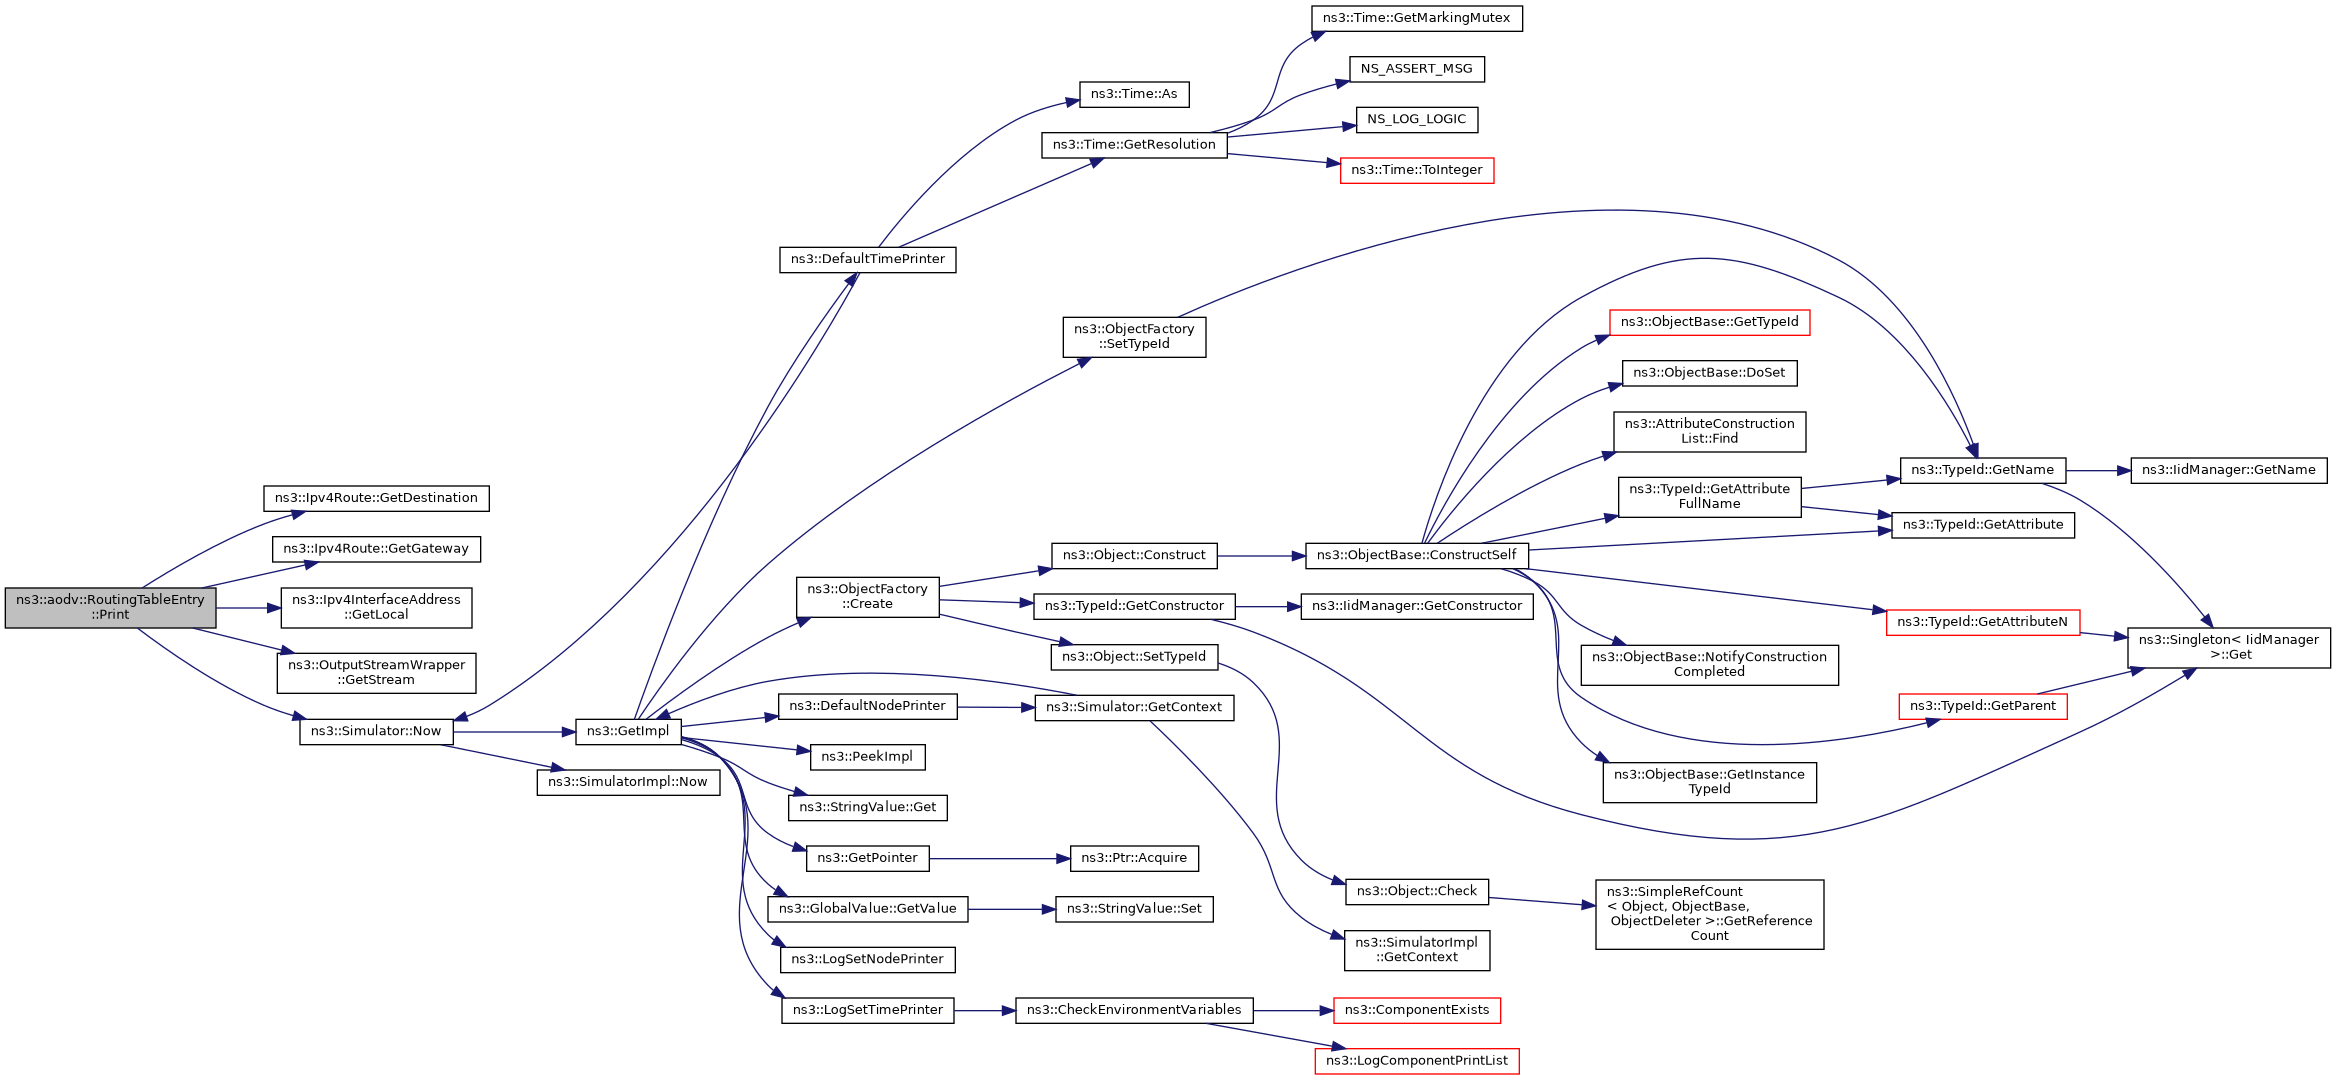 ns3::aodv::RoutingTableEntry
::Print
ns3::Ipv4Route::GetDestination
ns3::Ipv4Route::GetGateway
ns3::Ipv4InterfaceAddress
::GetLocal
ns3::OutputStreamWrapper
::GetStream
ns3::Simulator::Now
ns3::GetImpl
ns3::SimulatorImpl::Now
ns3::DefaultTimePrinter
ns3::Time::As
ns3::Time::GetResolution
ns3::Time::GetMarkingMutex
NS_ASSERT_MSG
NS_LOG_LOGIC
ns3::Time::ToInteger
ns3::ObjectFactory
::SetTypeId
ns3::ObjectFactory
::Create
ns3::Object::Construct
ns3::TypeId::GetConstructor
ns3::Object::SetTypeId
ns3::ObjectBase::ConstructSelf
ns3::IidManager::GetConstructor
ns3::ObjectBase::GetTypeId
ns3::ObjectBase::DoSet
ns3::AttributeConstruction
List::Find
ns3::TypeId::GetAttribute
FullName
ns3::TypeId::GetName
ns3::TypeId::GetAttribute
ns3::IidManager::GetName
ns3::TypeId::GetAttributeN
ns3::Singleton< IidManager
>::Get
ns3::ObjectBase::NotifyConstruction
Completed
ns3::TypeId::GetParent
ns3::ObjectBase::GetInstance
TypeId
ns3::DefaultNodePrinter
ns3::Simulator::GetContext
ns3::PeekImpl
ns3::StringValue::Get
ns3::GetPointer
ns3::Ptr::Acquire
ns3::GlobalValue::GetValue
ns3::StringValue::Set
ns3::LogSetNodePrinter
ns3::LogSetTimePrinter
ns3::CheckEnvironmentVariables
ns3::Object::Check
ns3::SimpleRefCount
< Object, ObjectBase,
ObjectDeleter >::GetReference
Count
ns3::SimulatorImpl
::GetContext
ns3::ComponentExists
ns3::LogComponentPrintList